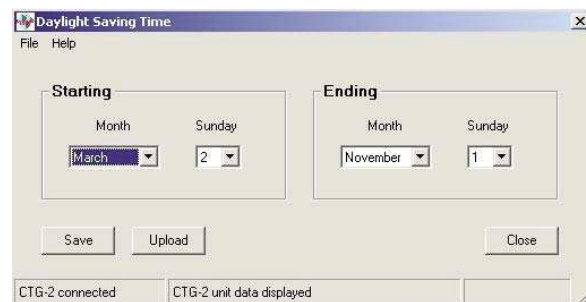 Daylight Saving Time
File Help
Starting
Month Sunday
March 2
Ending
Month Sunday
November 1
Save Upload Close
CTG-2 connected CTG-2 unit data displayed